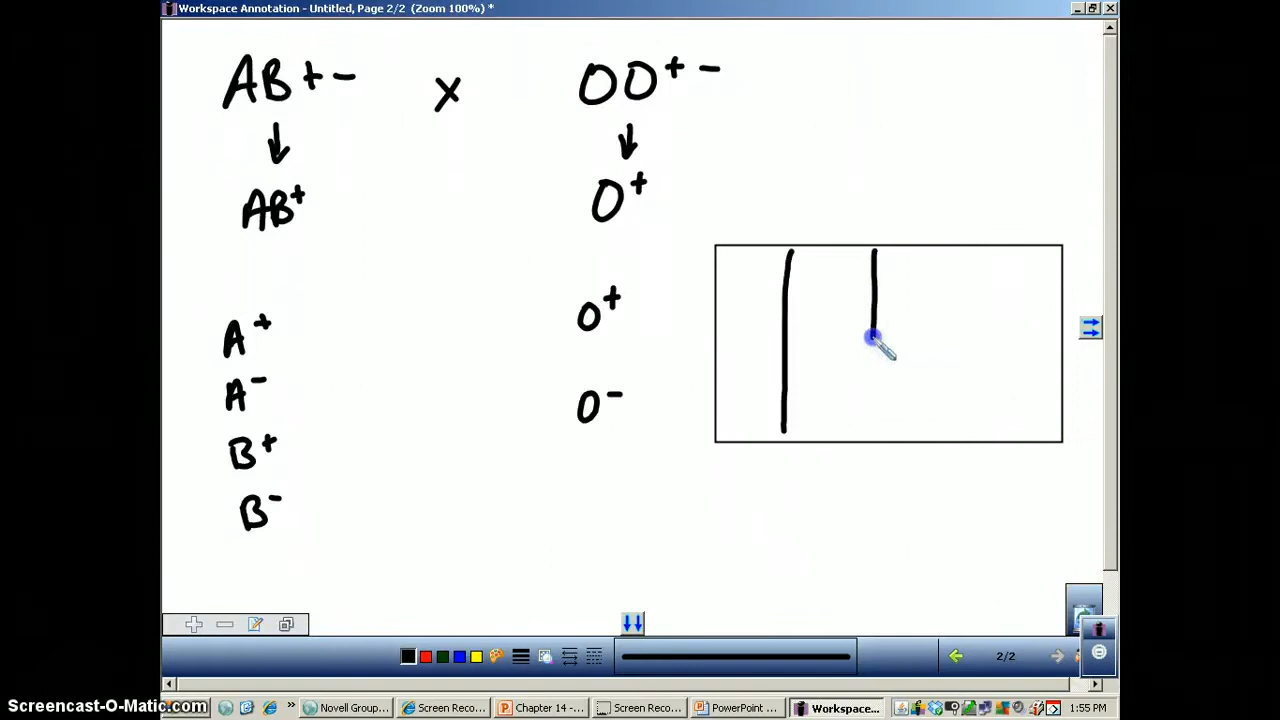 Workspace Annotation - Untitled, Page 2/2 (Zoom 100%) *
AB+- x OO+-
AB+ O+
A+ O+
A- O-
B+
B-
2/2
Screencast-O-Matic.com
Novell Group... Screen Reco... Chapter 14 - ... Screen Reco... PowerPoint ... Workspace... 1:55 PM